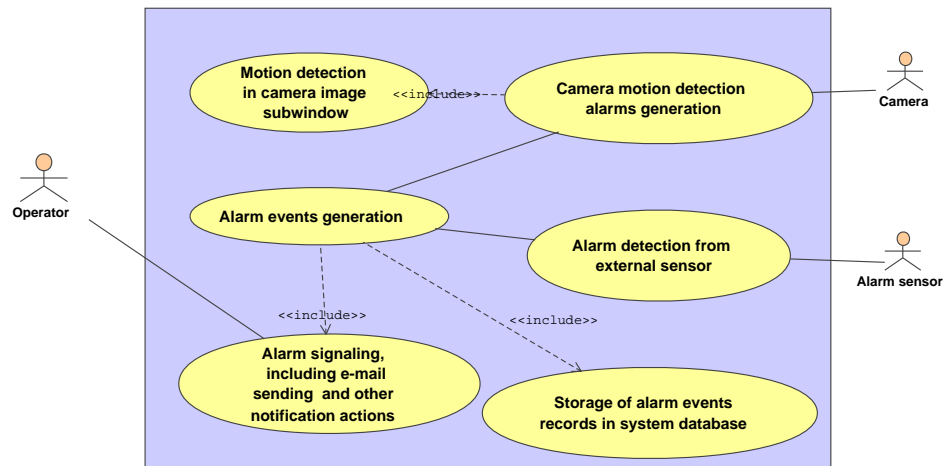 Motion detection
in camera image
subwindow
<<include>>
Camera motion detection
alarms generation
Camera
Operator
Alarm events generation
Alarm detection from
external sensor
Alarm sensor
<<include>>
<<include>>
Alarm signaling,
including e-mail
sending and other
notification actions
Storage of alarm events
records in system database